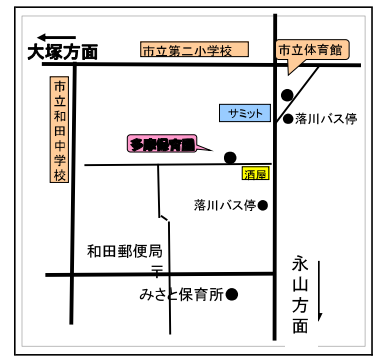 大塚方面
市立第二小学校
市立体育館
市立和田中学校
サミット
落川バス停
多摩保育園
酒屋
落川バス停
和田郵便局
〒
みさと保育所
永山方面